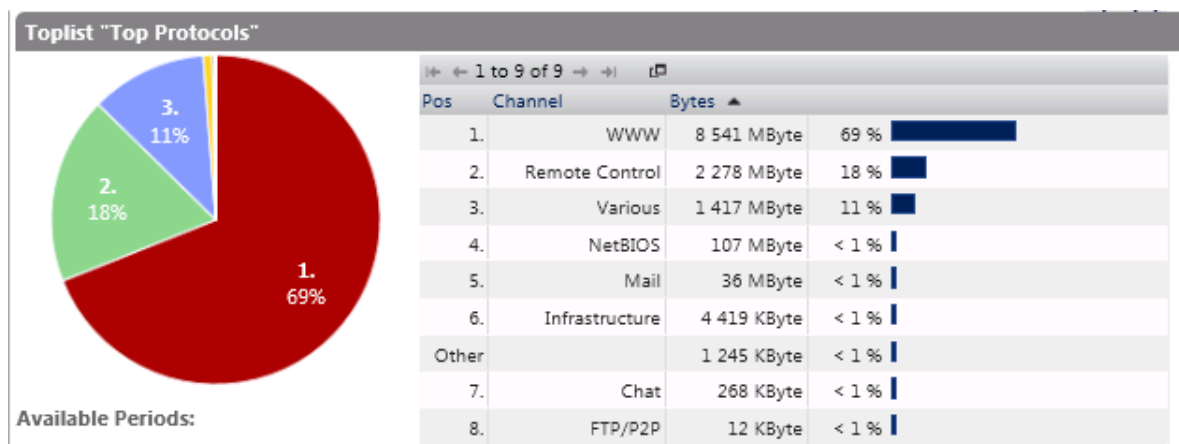 Toplist "Top Protocols"
1 to 9 of 9
Pos Channel Bytes
1. WWW 8 541 MByte 69 %
2. Remote Control 2 278 MByte 18 %
3. Various 1 417 MByte 11 %
4. NetBIOS 107 MByte < 1 %
5. Mail 36 MByte < 1 %
6. Infrastructure 4 419 KByte < 1 %
Other 1 245 KByte < 1 %
7. Chat 268 KByte < 1 %
8. FTP/P2P 12 KByte < 1 %
3.
11%
2.
18%
1.
69%
Available Periods: